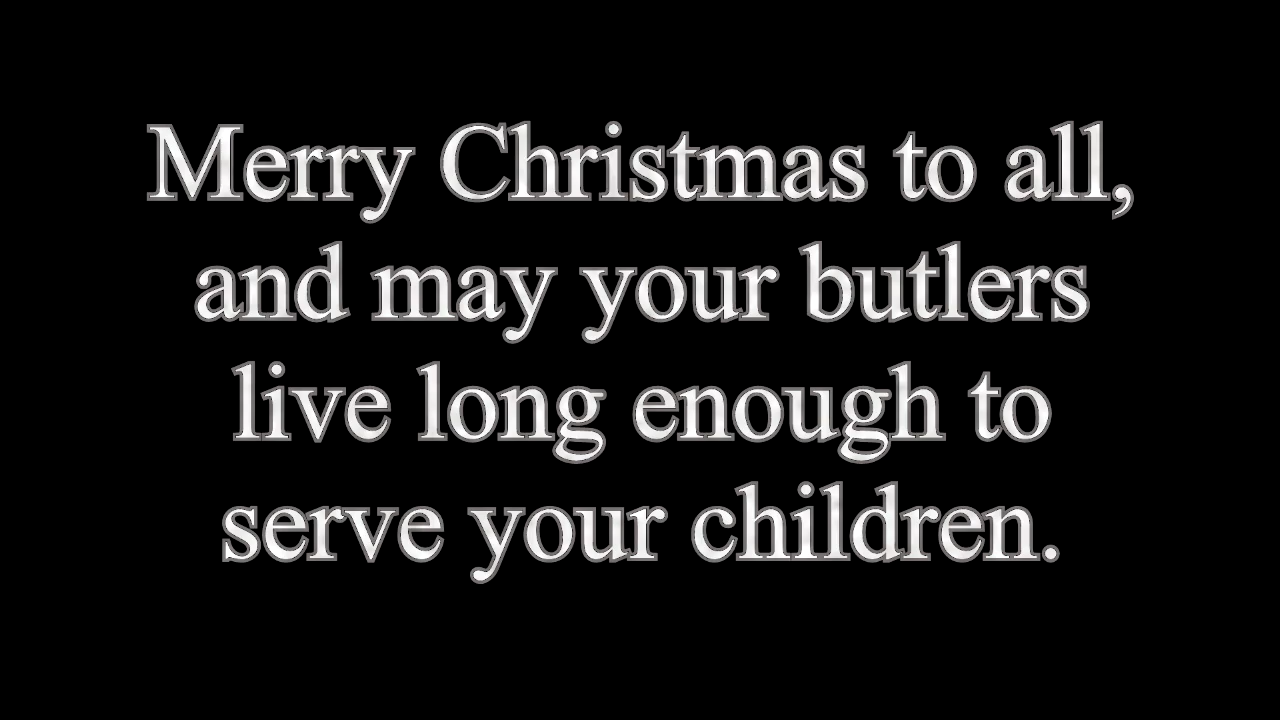 Merry Christmas to all,
and may your butlers
live long enough to
serve your children.